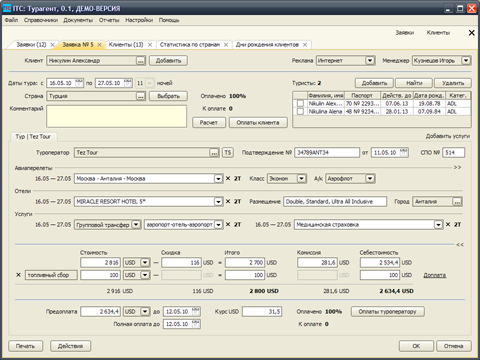 ITC: Турагент, 0.1, ДЕМО-ВЕРСИЯ
Файл Справочники Документы Отчеты Настройки Помощь
Заявки Клиенты
Заявки (12) Заявка № 5 Клиенты (13) Статистика по странам Дни рождения клиентов
Клиент Никулин Александр ... Добавить Реклама Интернет Менеджер Кузнецов Игорь
Даты тура: с 16.05.10 по 27.05.10 11 ночей Туристы: 2 Добавить Найти Удалить
Страна Турция ... Выбрать Оплачено 100%
Комментарий К оплате 0
Расчет Оплаты клиента
Фамилия, имя Паспорт Действ. до Дата рожд. Катег.
Nikulin Alex... 70 № 2293... 07.06.13 19.08.78 ADL
Nikulina Alena 48 № 9234... 28.01.14 07.09.84 ADL
Тур | Tez Tour Добавить услуги
Туроператор Tez Tour ... TS Подтверждение № 34789ANT34 от 11.05.10 СПО № 514
Авиаперелеты >>
16.05 — 27.05 Москва - Анталия - Москва × 2Т Класс Эконом А/к Аэрофлот
Отели
16.05 — 27.05 MIRACLE RESORT HOTEL 5* Размещение Double, Standard, Ultra All Inclusive Город Анталия ...
Услуги
16.05 — 27.05 Групповой трансфер аэропорт-отель-аэропорт × 2Т 16.05 — 27.05 Медицинская страховка × 2Т
<<
Стоимость Скидка Итого Комиссия Себестоимость
2 816 USD — 116 USD = 2 700 USD 281,6 USD 2 534,4 USD
× топливный сбор 100 USD — USD = 100 USD USD 100 USD Доплата
2 916 USD 116 USD 2 800 USD 281,6 USD 2 634,4 USD
Предоплата 2 634,4 USD до 12.05.10 Курс USD 31,5 Оплачено 100% Оплаты туроператору
Полная оплата до 12.05.10 К оплате 0
Печать Действия ОК Отмена